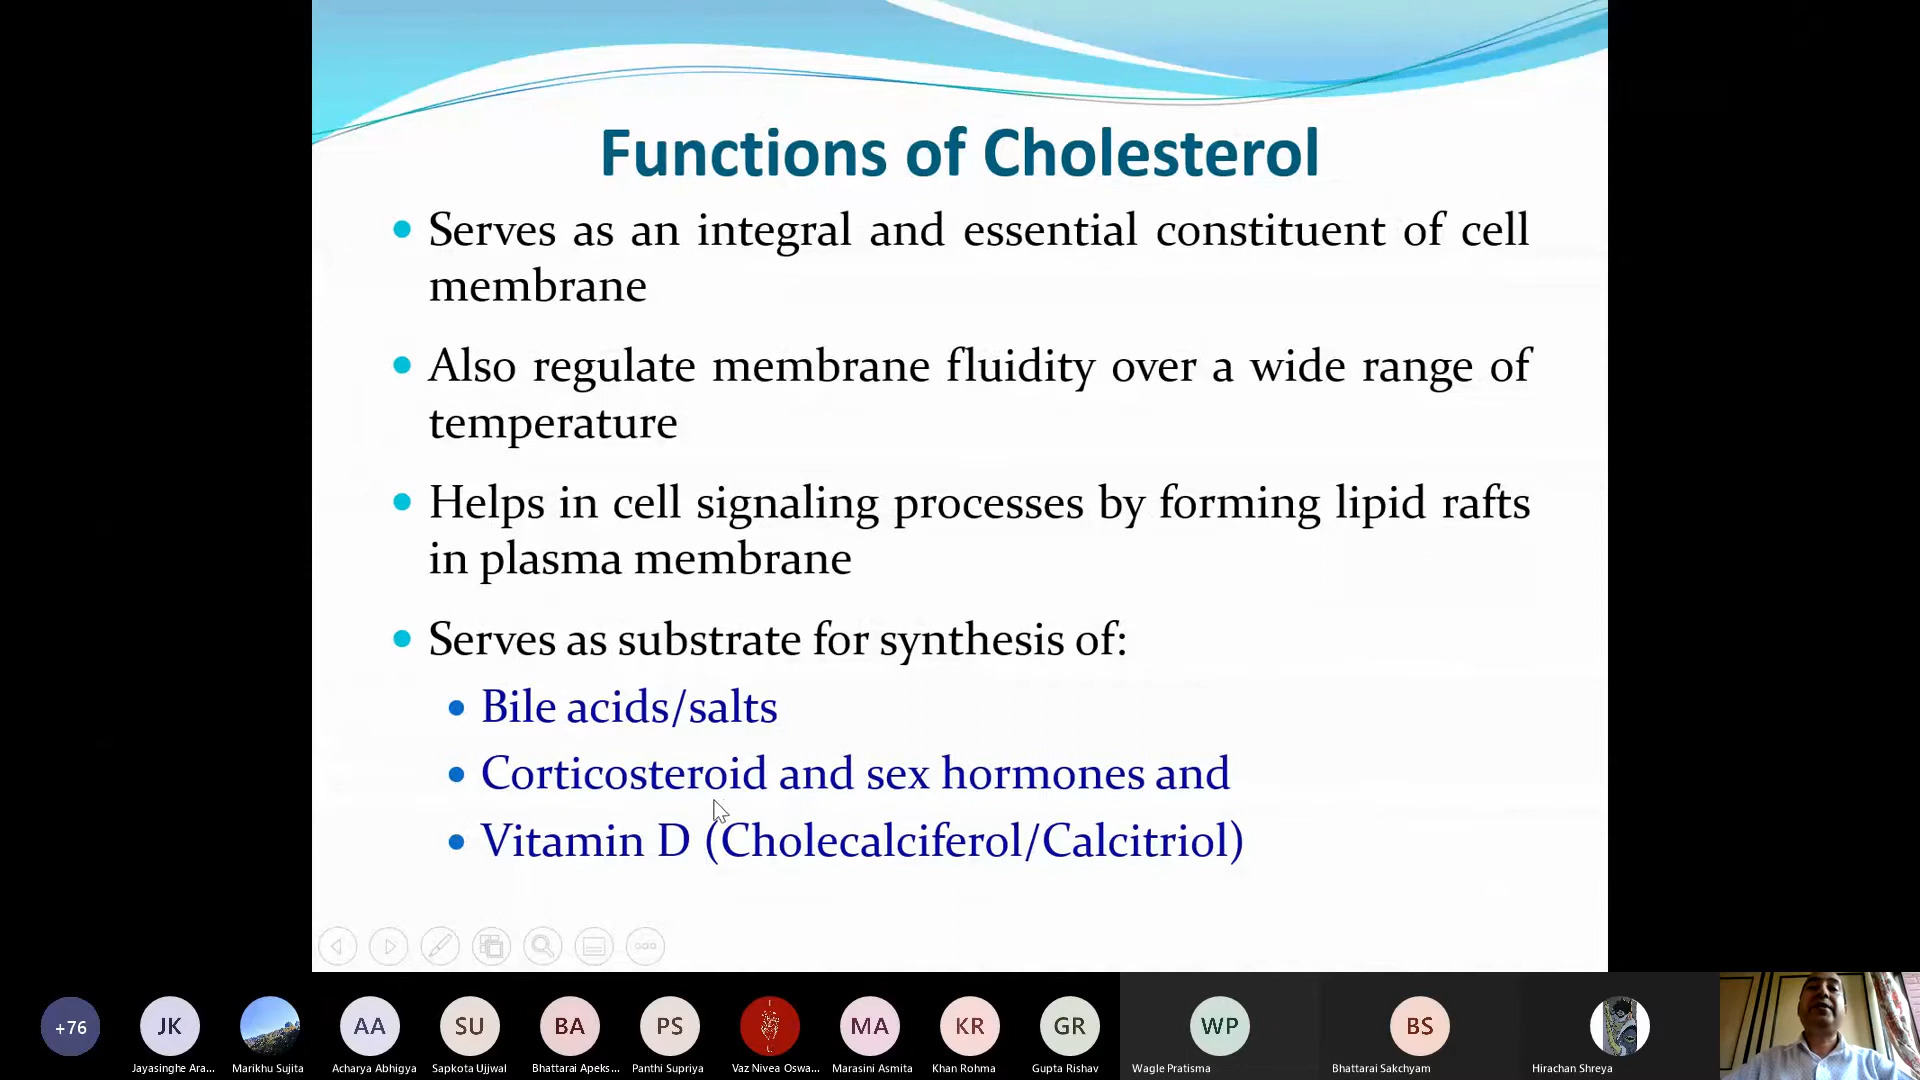 Functions of Cholesterol
Serves as an integral and essential constituent of cell
membrane
Also regulate membrane fluidity over a wide range of
temperature
Helps in cell signaling processes by forming lipid rafts
in plasma membrane
Serves as substrate for synthesis of:
Bile acids/salts
Corticosteroid and sex hormones and
Vitamin D (Cholecalciferol/Calcitriol)
+76
JK
AA
SU
BA
PS
MA
KR
GR
WP
BS
Jayasinghe Ara...
Marikhu Sujita
Acharya Abhigya
Sapkota Ujjwal
Bhattarai Apeks...
Panthi Supriya
Vaz Nivea Oswa...
Marasini Asmita
Khan Rohma
Gupta Rishav
Wagle Pratisma
Bhattarai Sakchyam
Hirachan Shreya